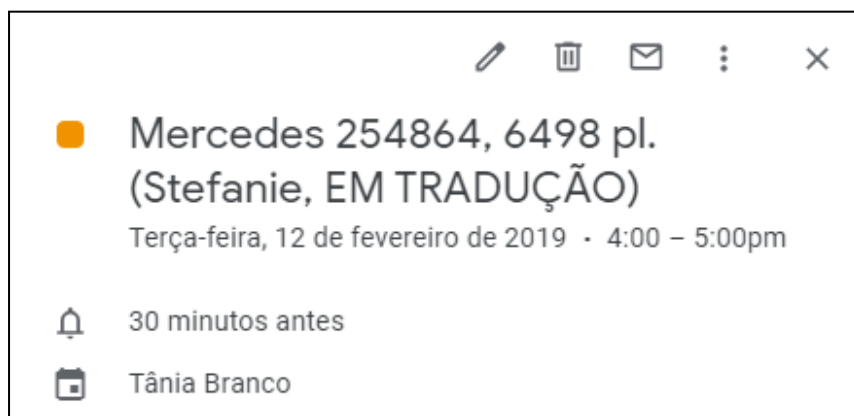 Mercedes 254864, 6498 pl.
(Stefanie, EM TRADUÇÃO)
Terça-feira, 12 de fevereiro de 2019 · 4:00 – 5:00pm
30 minutos antes
Tânia Branco